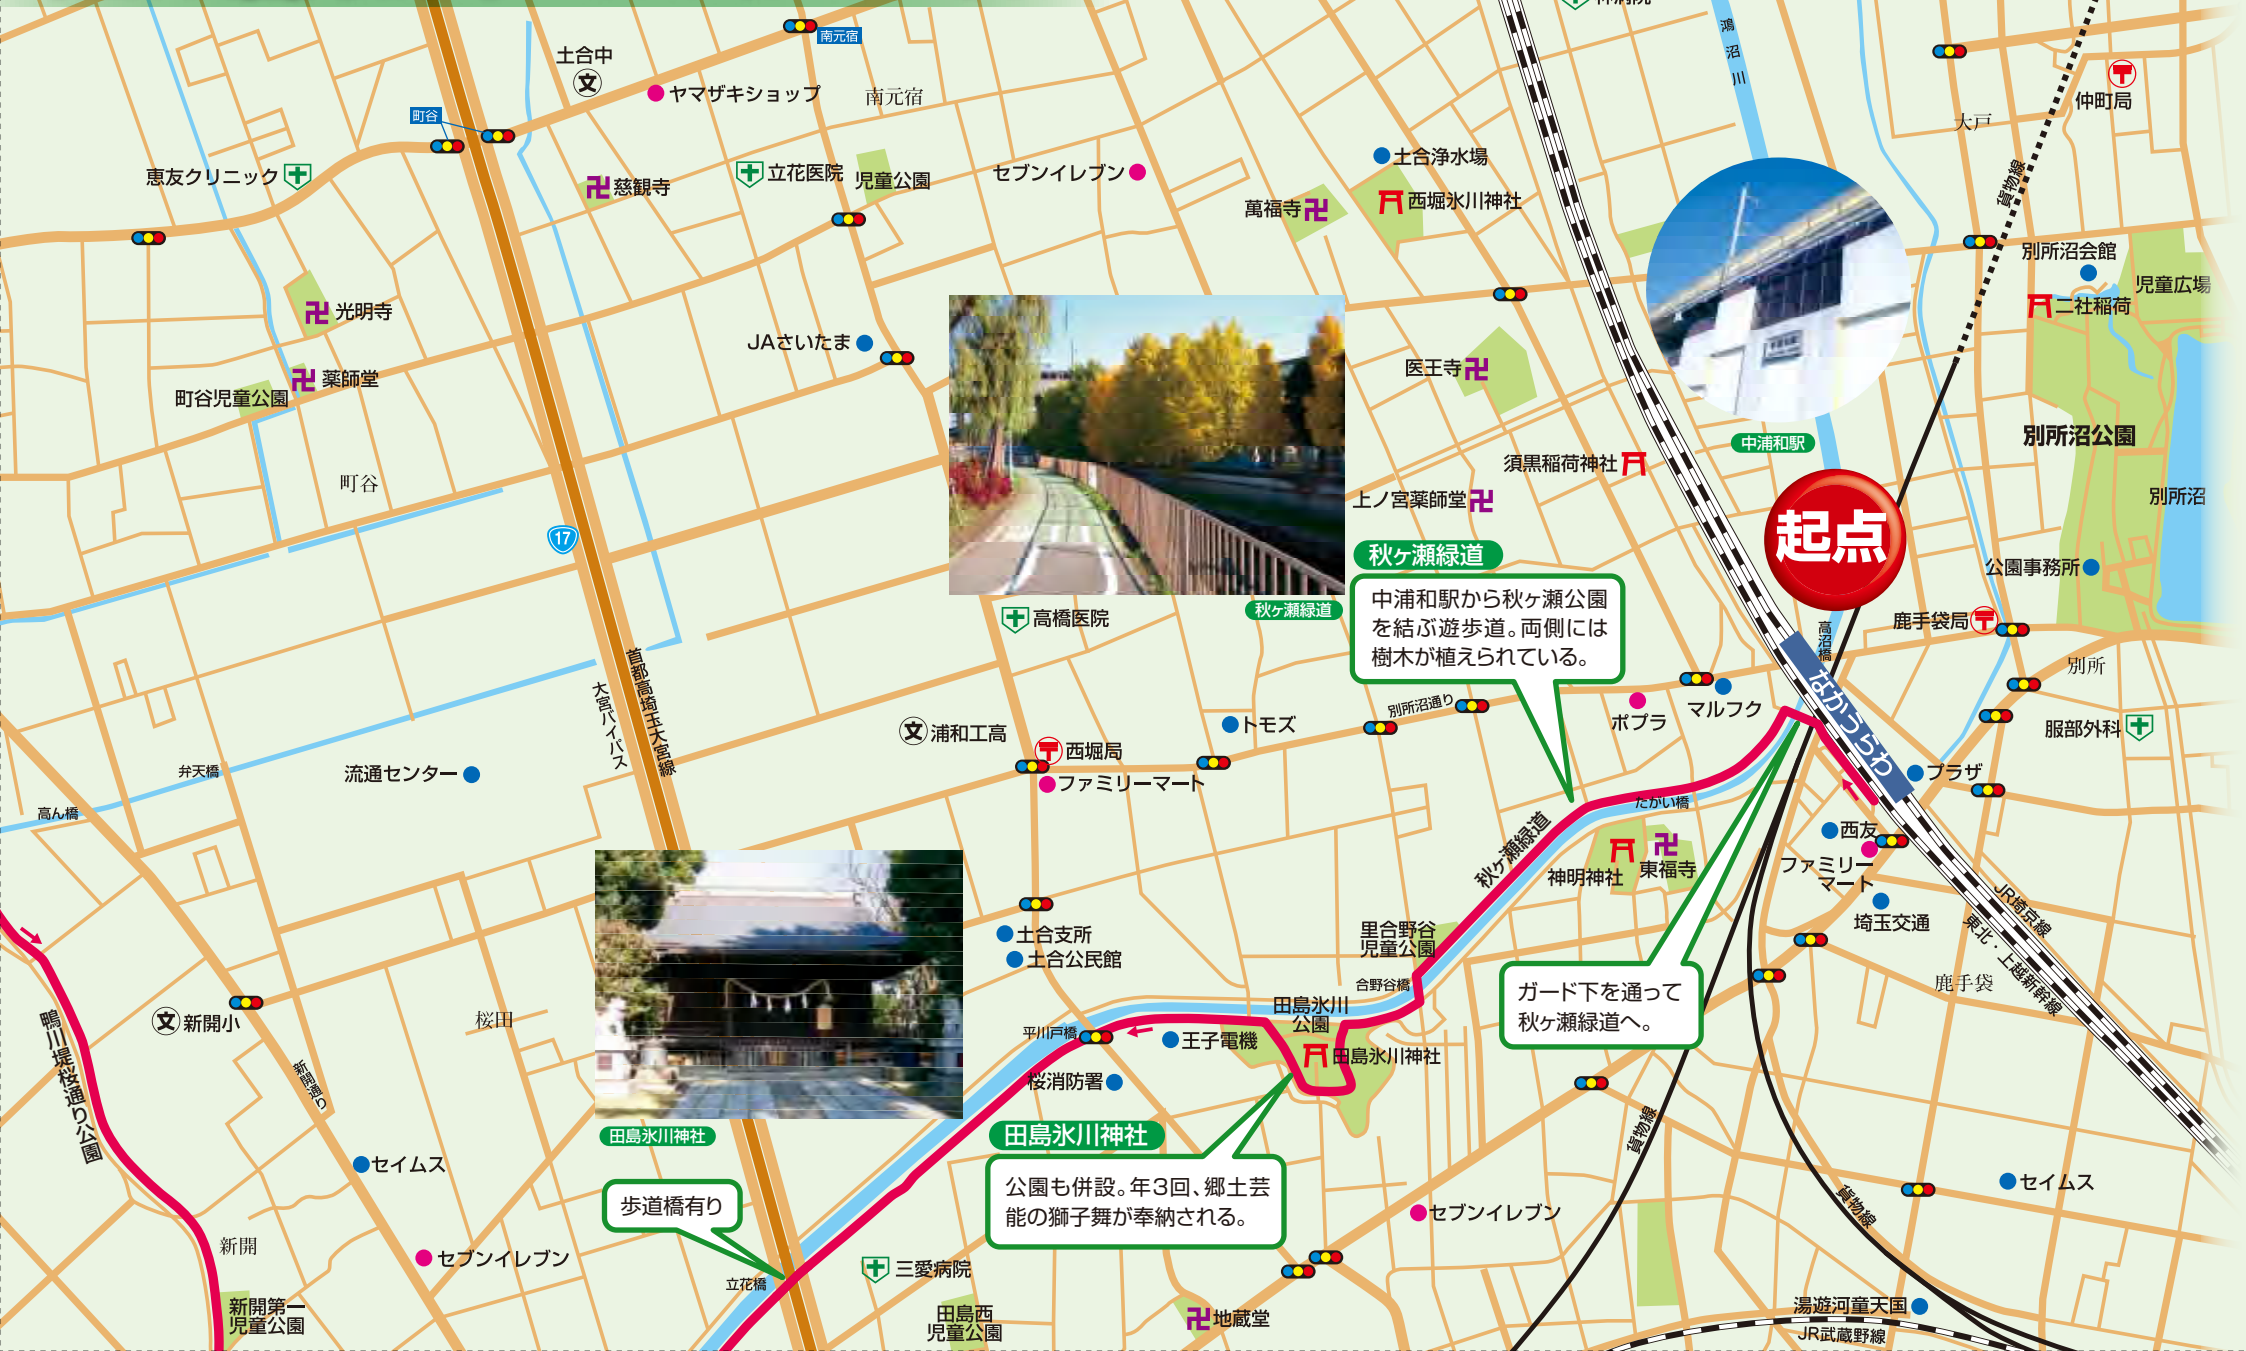 神病院
鴻沼川
土合中
文
南元宿
ヤマザキショップ
南元宿
町谷
仲町局
大戸
貨物線
恵友クリニック
慈観寺
立花医院
児童公園
セブンイレブン
土合浄水場
萬福寺
西堀氷川神社
別所沼会館
児童広場
二社稲荷
光明寺
JAさいたま
医王寺
薬師堂
町谷児童公園
中浦和駅
別所沼公園
須黒稲荷神社
町谷
上ノ宮薬師堂
別所沼
17
起点
秋ヶ瀬緑道
公園事務所
中浦和駅から秋ヶ瀬公園
を結ぶ遊歩道。両側には
樹木が植えられている。
秋ヶ瀬緑道
高橋医院
鹿手袋局
高沼橋
別所
首都高埼玉大宮線
大宮バイパス
なかうらわ
別所沼通り
ポプラ
マルフク
トモズ
文
浦和工高
西堀局
服部外科
ファミリーマート
弁天橋
流通センター
プラザ
高ん橋
たがい橋
秋ヶ瀬緑道
西友
ファミリー
マート
神明神社
東福寺
埼玉交通
JR埼京線
東北・上越新幹線
土合支所
土合公民館
里合野谷
児童公園
合野谷橋
鹿手袋
ガード下を通って
秋ヶ瀬緑道へ。
田島氷川
公園
文
新開小
桜田
平川戸橋
王子電機
田島氷川神社
鴨川堤桜通り公園
新開通り
桜消防署
田島氷川神社
田島氷川神社
貨物線
セイムス
公園も併設。年3回、郷土芸
能の獅子舞が奉納される。
歩道橋有り
セイムス
貨物線
セブンイレブン
新開
セブンイレブン
三愛病院
立花橋
新開第一
児童公園
田島西
児童公園
地蔵堂
湯遊河童天国
JR武蔵野線